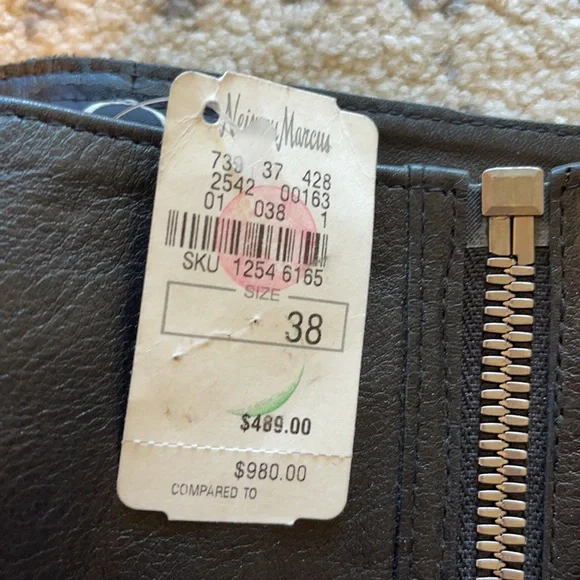 Neiman Marcus
739 37 428
2542 00163
01 038 1
SKU 1254 6165
SIZE
38
$489.00
$980.00
COMPARED TO